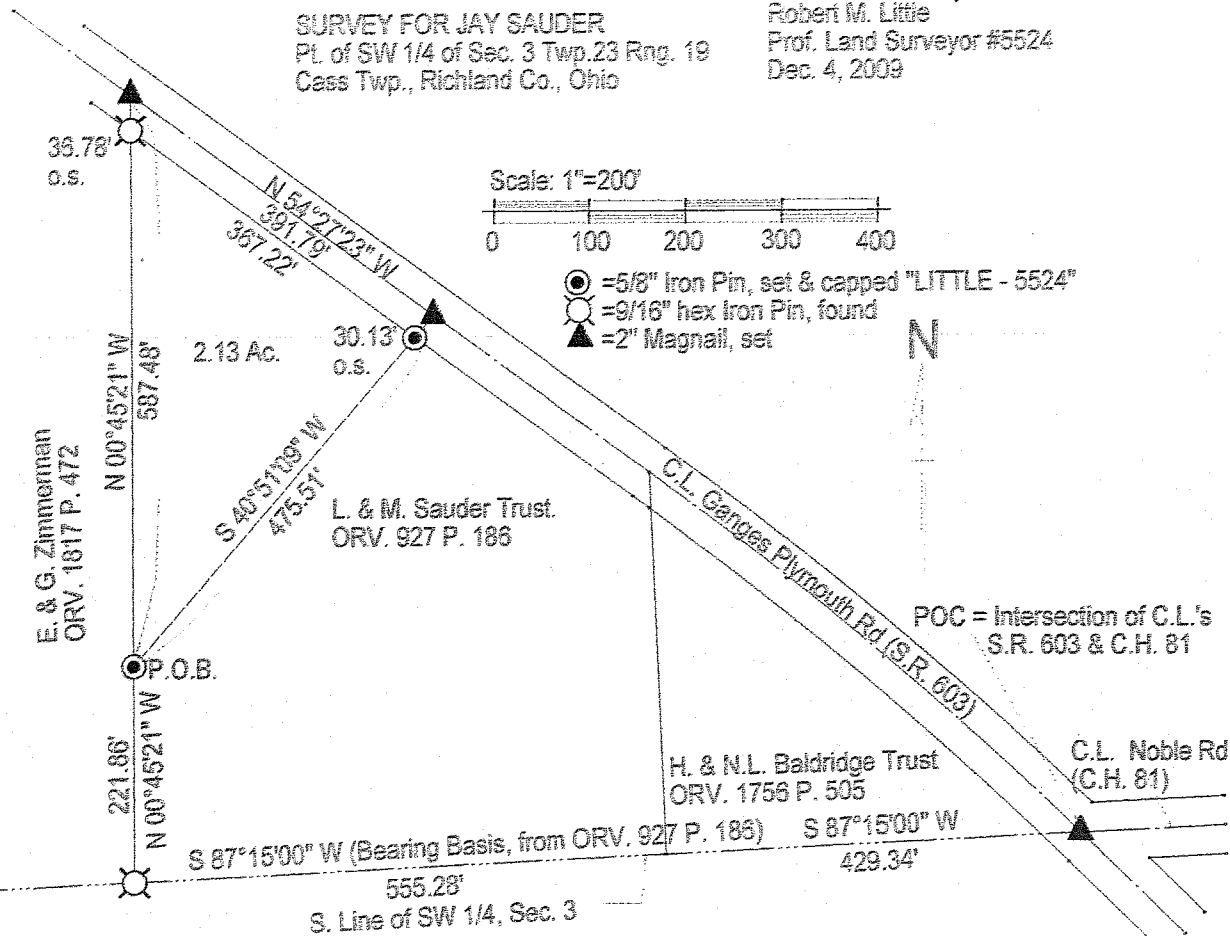 SURVEY FOR JAY SAUDER
Pt. of SW 1/4 of Sec. 3 Twp.23 Rng. 19
Cass Twp., Richland Co., Ohio
Robert M. Little
Prof. Land Surveyor #5524
Dec. 4, 2009
36.78'
o.s.
Scale: 1"=200'
0 100 200 300 400
=5/8" Iron Pin, set & capped "LITTLE - 5524"
=9/16" hex Iron Pin, found
=2" Magnail, set
N
N 54°27'23" W
391.79'
367.22'
30.13'
o.s.
2.13 Ac.
N 00°45'21" W
587.48'
E. & G. Zimmerman
ORV. 1817 P. 472
S 40°51'09" W
475.51'
L. & M. Sauder Trust.
ORV. 927 P. 186
C.L. Ganges Plymouth Rd (S.R. 603)
POC = Intersection of C.L.'s
S.R. 603 & C.H. 81
P.O.B.
221.86'
N 00°45'21" W
H. & N.L. Baldridge Trust
ORV. 1756 P. 505
C.L. Noble Rd
(C.H. 81)
S 87°15'00" W (Bearing Basis, from ORV. 927 P. 186)
S 87°15'00" W
555.28'
429.34'
S. Line of SW 1/4, Sec. 3